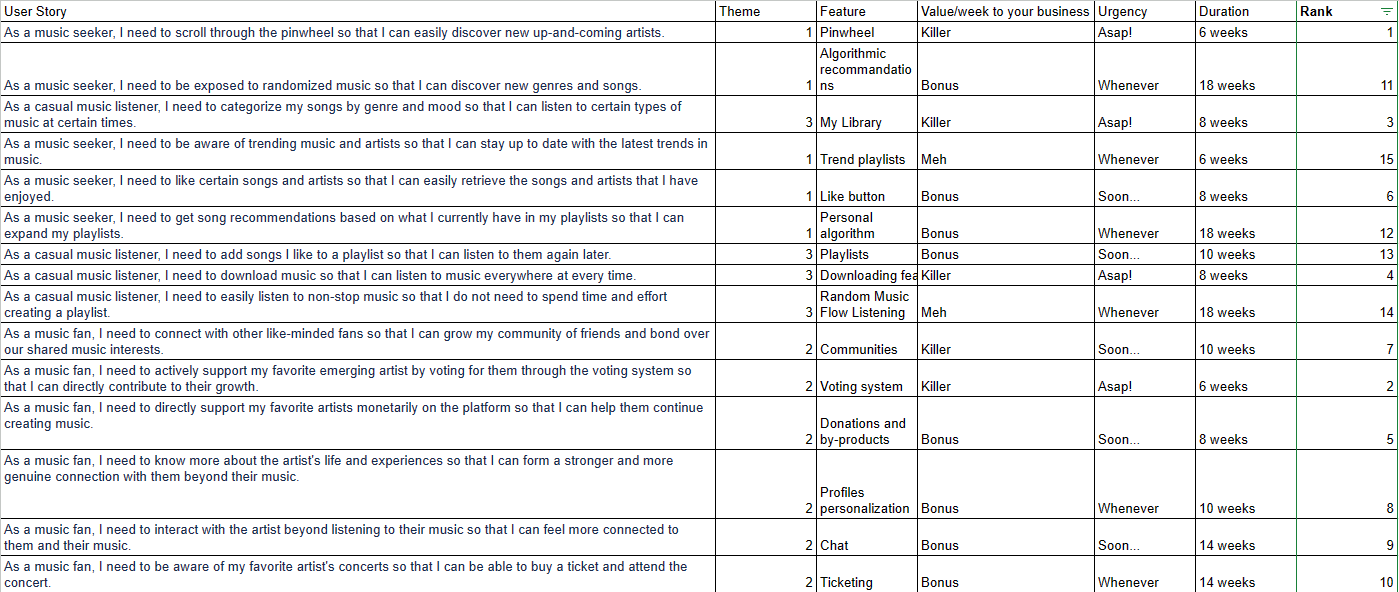 User Story Theme Feature Value/week to your business Urgency Duration Rank
As a music seeker, I need to scroll through the pinwheel so that I can easily discover new up-and-coming artists. 1 Pinwheel Killer Asap! 6 weeks 1
Algorithmic
recommandatio
As a music seeker, I need to be exposed to randomized music so that I can discover new genres and songs. 1 ns Bonus Whenever 18 weeks 11
As a casual music listener, I need to categorize my songs by genre and mood so that I can listen to certain types of
music at certain times. 3 My Library Killer Asap! 8 weeks 3
As a music seeker, I need to be aware of trending music and artists so that I can stay up to date with the latest trends in
music. 1 Trend playlists Meh Whenever 6 weeks 15
As a music seeker, I need to like certain songs and artists so that I can easily retrieve the songs and artists that I have
enjoyed. 1 Like button Bonus Soon... 8 weeks 6
As a music seeker, I need to get song recommendations based on what I currently have in my playlists so that I can Personal
expand my playlists. 1 algorithm Bonus Whenever 18 weeks 12
As a casual music listener, I need to add songs I like to a playlist so that I can listen to them again later. 3 Playlists Bonus Soon... 10 weeks 13
As a casual music listener, I need to download music so that I can listen to music everywhere at every time. 3 Downloading fea Killer Asap! 8 weeks 4
As a casual music listener, I need to easily listen to non-stop music so that I do not need to spend time and effort Random Music
creating a playlist. 3 Flow Listening Meh Whenever 18 weeks 14
As a music fan, I need to connect with other like-minded fans so that I can grow my community of friends and bond over
our shared music interests. 2 Communities Killer Soon... 10 weeks 7
As a music fan, I need to actively support my favorite emerging artist by voting for them through the voting system so
that I can directly contribute to their growth. 2 Voting system Killer Asap! 6 weeks 2
As a music fan, I need to directly support my favorite artists monetarily on the platform so that I can help them continue
creating music. Donations and
2 by-products Bonus Soon... 8 weeks 5
As a music fan, I need to know more about the artist's life and experiences so that I can form a stronger and more
genuine connection with them beyond their music.
Profiles
2 personalization Bonus Whenever 10 weeks 8
As a music fan, I need to interact with the artist beyond listening to their music so that I can feel more connected to
them and their music. 2 Chat Bonus Soon... 14 weeks 9
As a music fan, I need to be aware of my favorite artist's concerts so that I can be able to buy a ticket and attend the
concert. 2 Ticketing Bonus Whenever 14 weeks 10